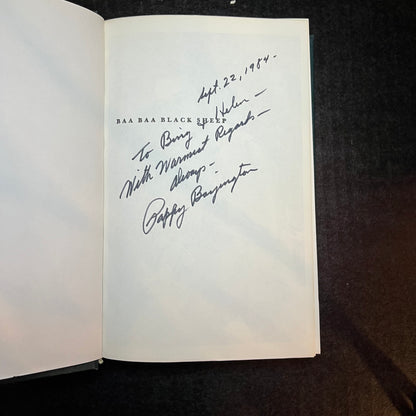 Sept. 22, 1984-
BAA BAA BLACK SHEEP
To Bing & Helen -
With Warmest Regards -
Always -
Pappy Boyington